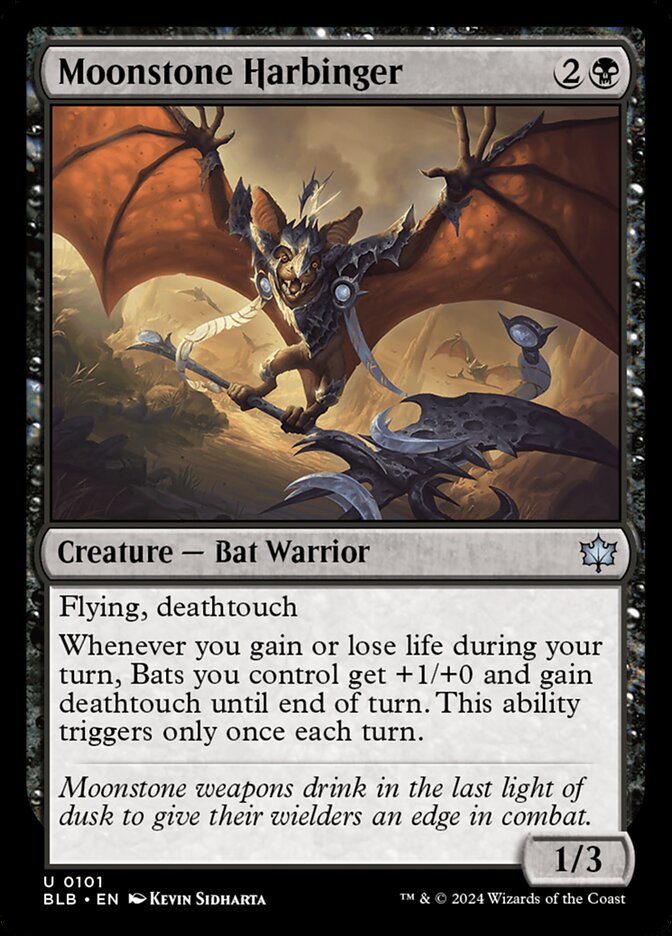 Moonstone Harbinger 2
Creature — Bat Warrior
Flying, deathtouch
Whenever you gain or lose life during your
turn, Bats you control get +1/+0 and gain
deathtouch until end of turn. This ability
triggers only once each turn.
Moonstone weapons drink in the last light of
dusk to give their wielders an edge in combat.
1/3
U 0101
BLB • EN Kevin Sidharta
™ & © 2024 Wizards of the Coast